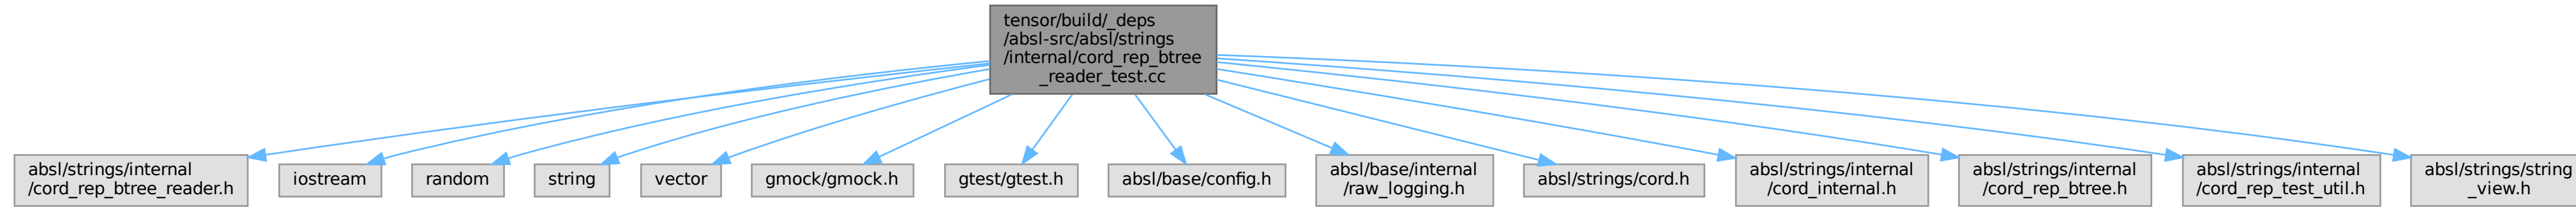 tensor/build/_deps
/absl-src/absl/strings
/internal/cord_rep_btree
_reader_test.cc
absl/strings/internal
/cord_rep_btree_reader.h
iostream
random
string
vector
gmock/gmock.h
gtest/gtest.h
absl/base/config.h
absl/base/internal
/raw_logging.h
absl/strings/cord.h
absl/strings/internal
/cord_internal.h
absl/strings/internal
/cord_rep_btree.h
absl/strings/internal
/cord_rep_test_util.h
absl/strings/string
_view.h